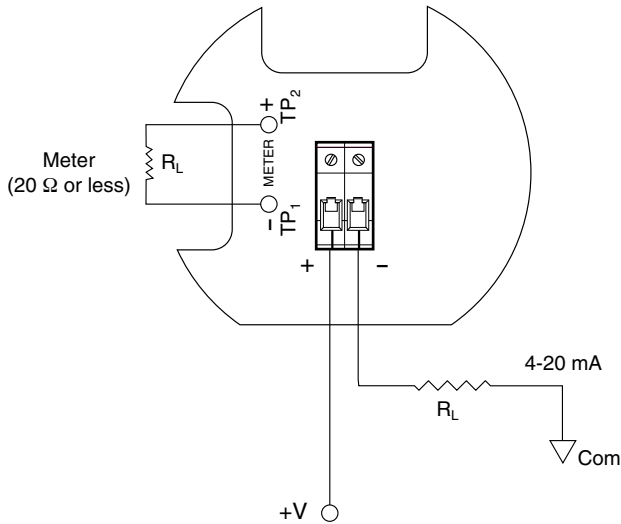 +
TP2
METER
Meter
(20 Ω or less)
RL
−
TP1
+
−
4-20 mA
RL
Com
+V